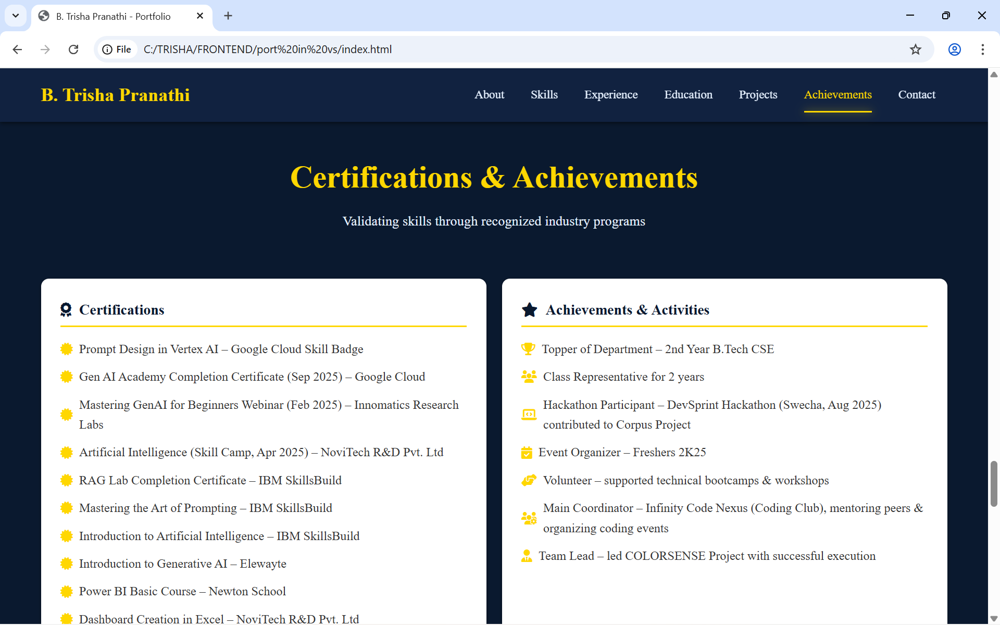 B. Trisha Pranathi - Portfolio
File
C:/TRISHA/FRONTEND/port%20in%20vs/index.html
B. Trisha Pranathi
About
Skills
Experience
Education
Projects
Achievements
Contact
Certifications & Achievements
Validating skills through recognized industry programs
Certifications
Prompt Design in Vertex AI – Google Cloud Skill Badge
Gen AI Academy Completion Certificate (Sep 2025) – Google Cloud
Mastering GenAI for Beginners Webinar (Feb 2025) – Innomatics Research
Labs
Artificial Intelligence (Skill Camp, Apr 2025) – NoviTech R&D Pvt. Ltd
RAG Lab Completion Certificate – IBM SkillsBuild
Mastering the Art of Prompting – IBM SkillsBuild
Introduction to Artificial Intelligence – IBM SkillsBuild
Introduction to Generative AI – Elewayte
Power BI Basic Course – Newton School
Dashboard Creation in Excel – NoviTech R&D Pvt. Ltd
Achievements & Activities
Topper of Department – 2nd Year B.Tech CSE
Class Representative for 2 years
Hackathon Participant – DevSprint Hackathon (Swecha, Aug 2025)
contributed to Corpus Project
Event Organizer – Freshers 2K25
Volunteer – supported technical bootcamps & workshops
Main Coordinator – Infinity Code Nexus (Coding Club), mentoring peers &
organizing coding events
Team Lead – led COLORSENSE Project with successful execution